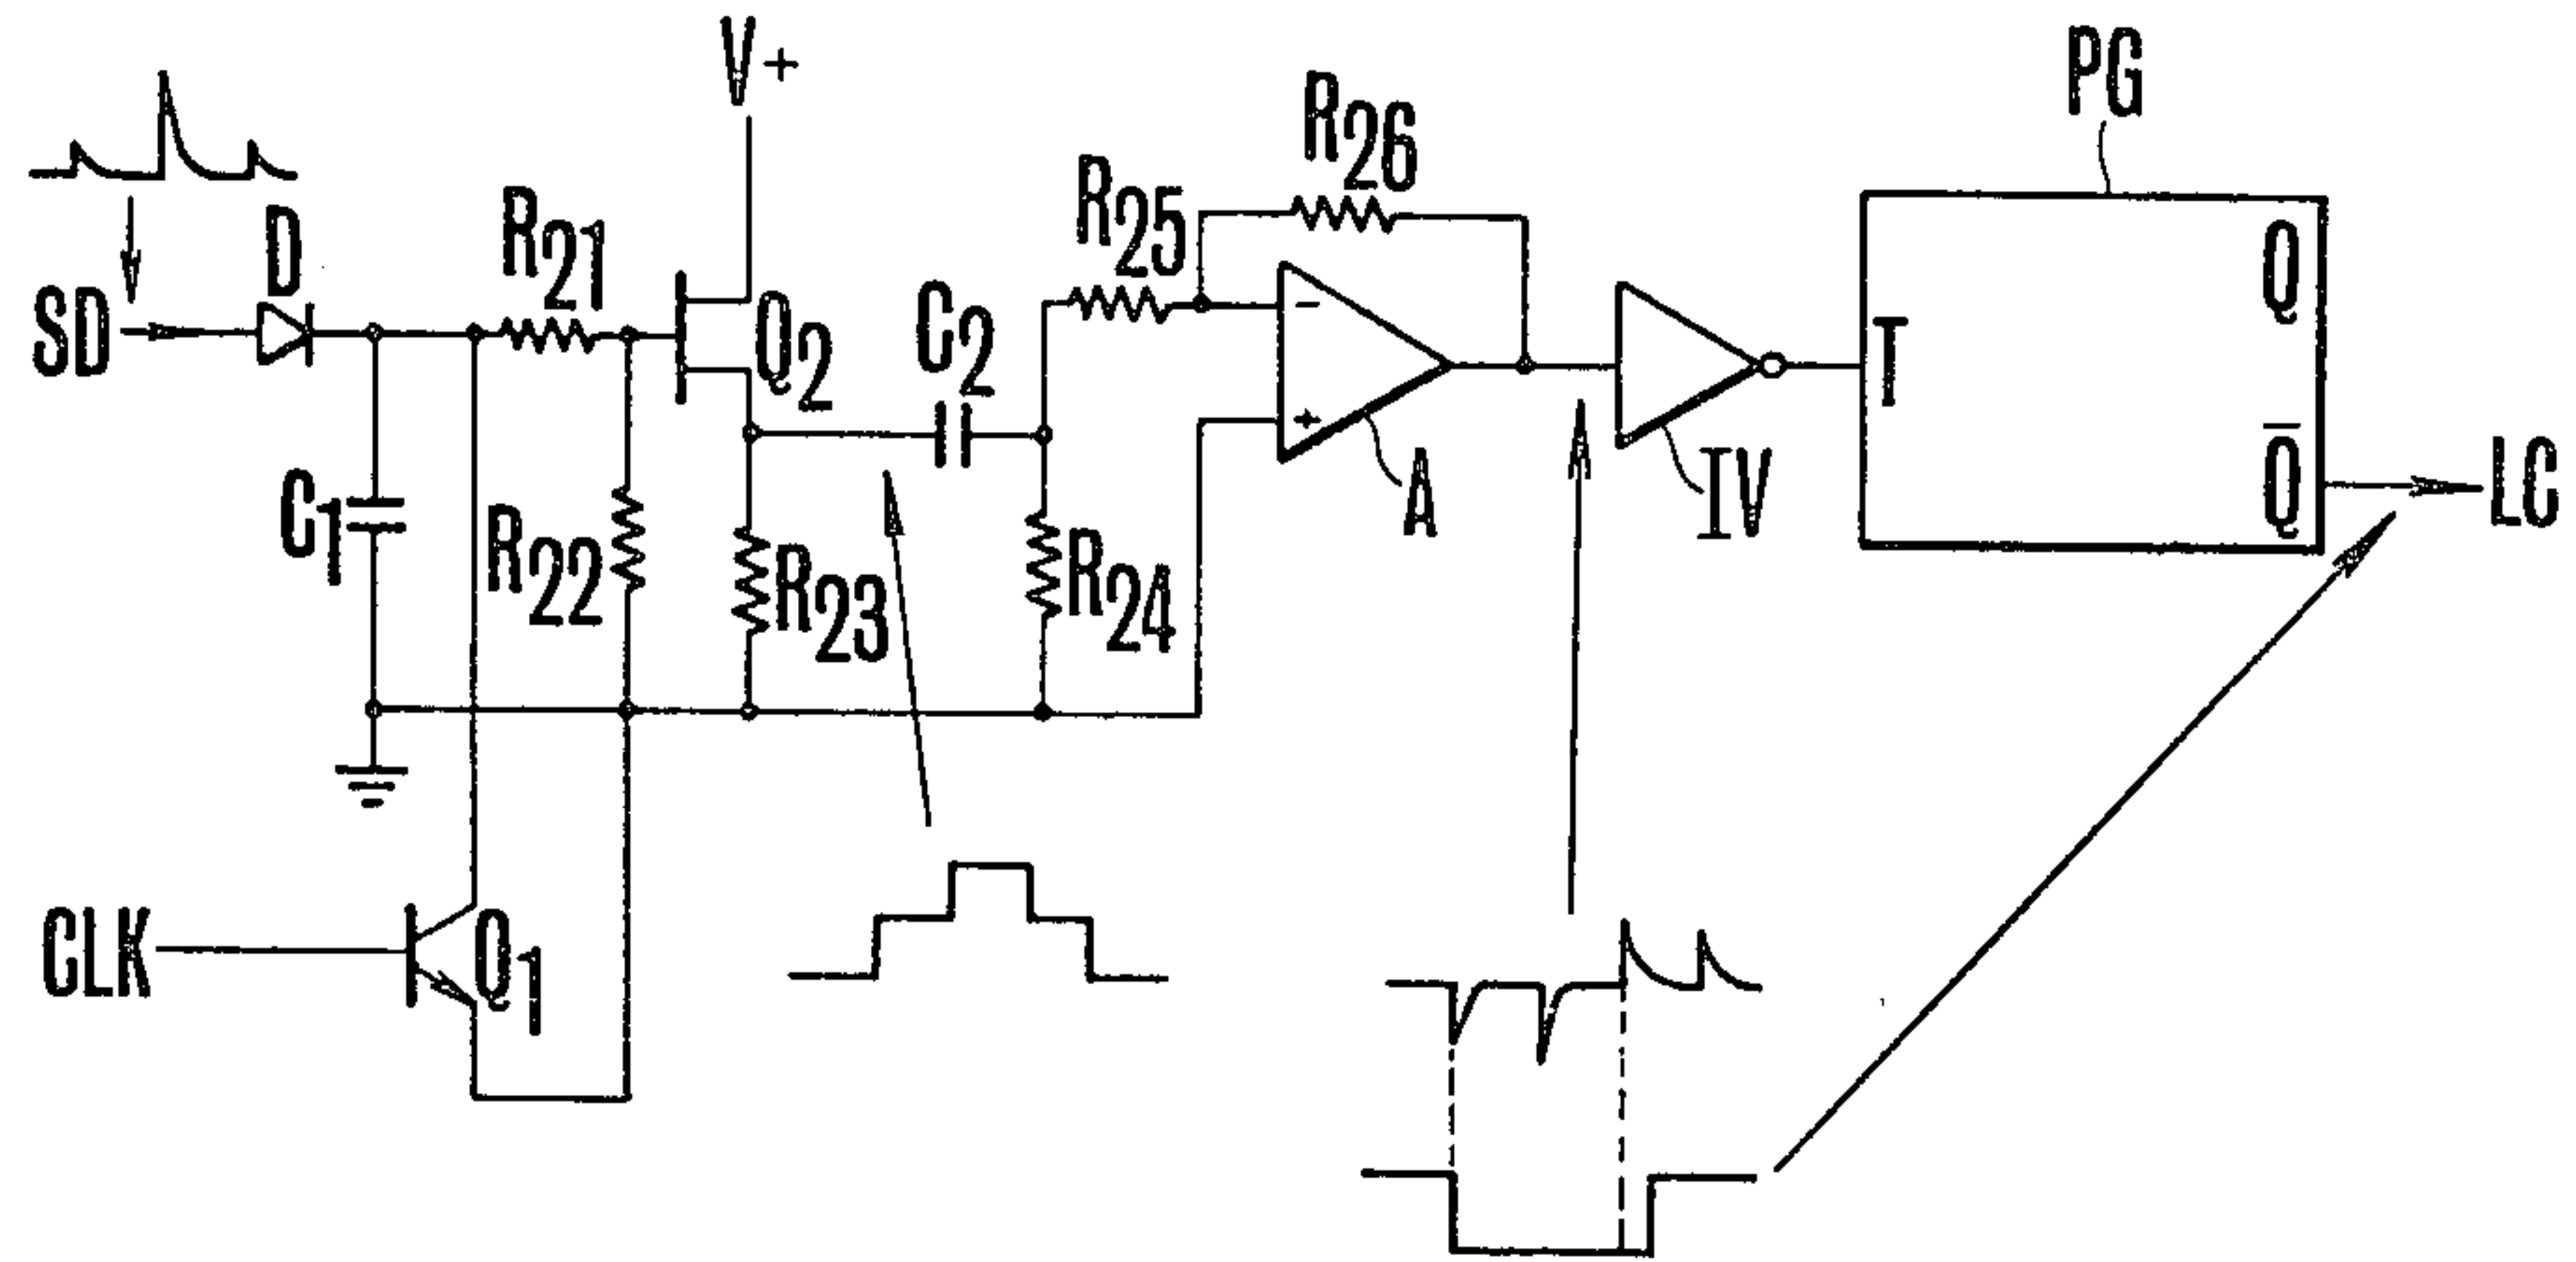 V+
PG
R26
R25
R21
D
SD
Q2
C2
−
+
A
IV
T
Q
Q̅
LC
C1
R22
R23
R24
CLK
Q1